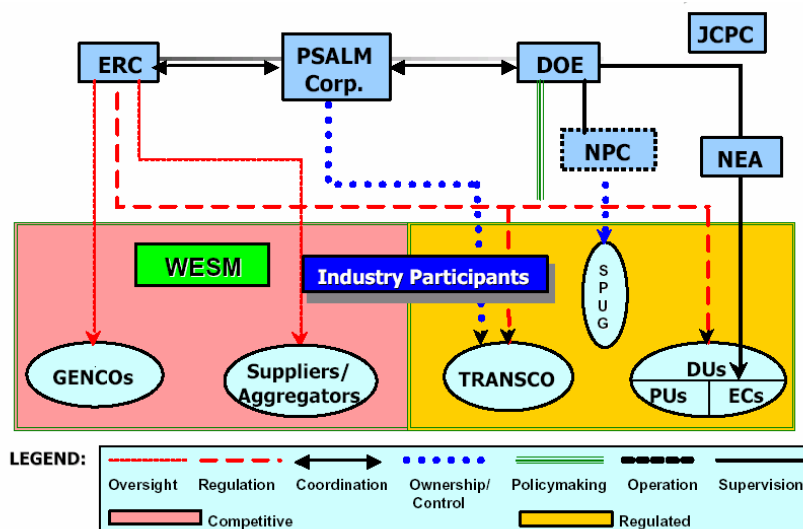 JCPC
ERC
PSALM
Corp.
DOE
NPC
NEA
WESM
Industry Participants
SPUG
GENCOs
Suppliers/
Aggregators
TRANSCO
DUs
PUs
ECs
LEGEND:
Oversight
Regulation
Coordination
Ownership/
Control
Policymaking
Operation
Supervision
Competitive
Regulated